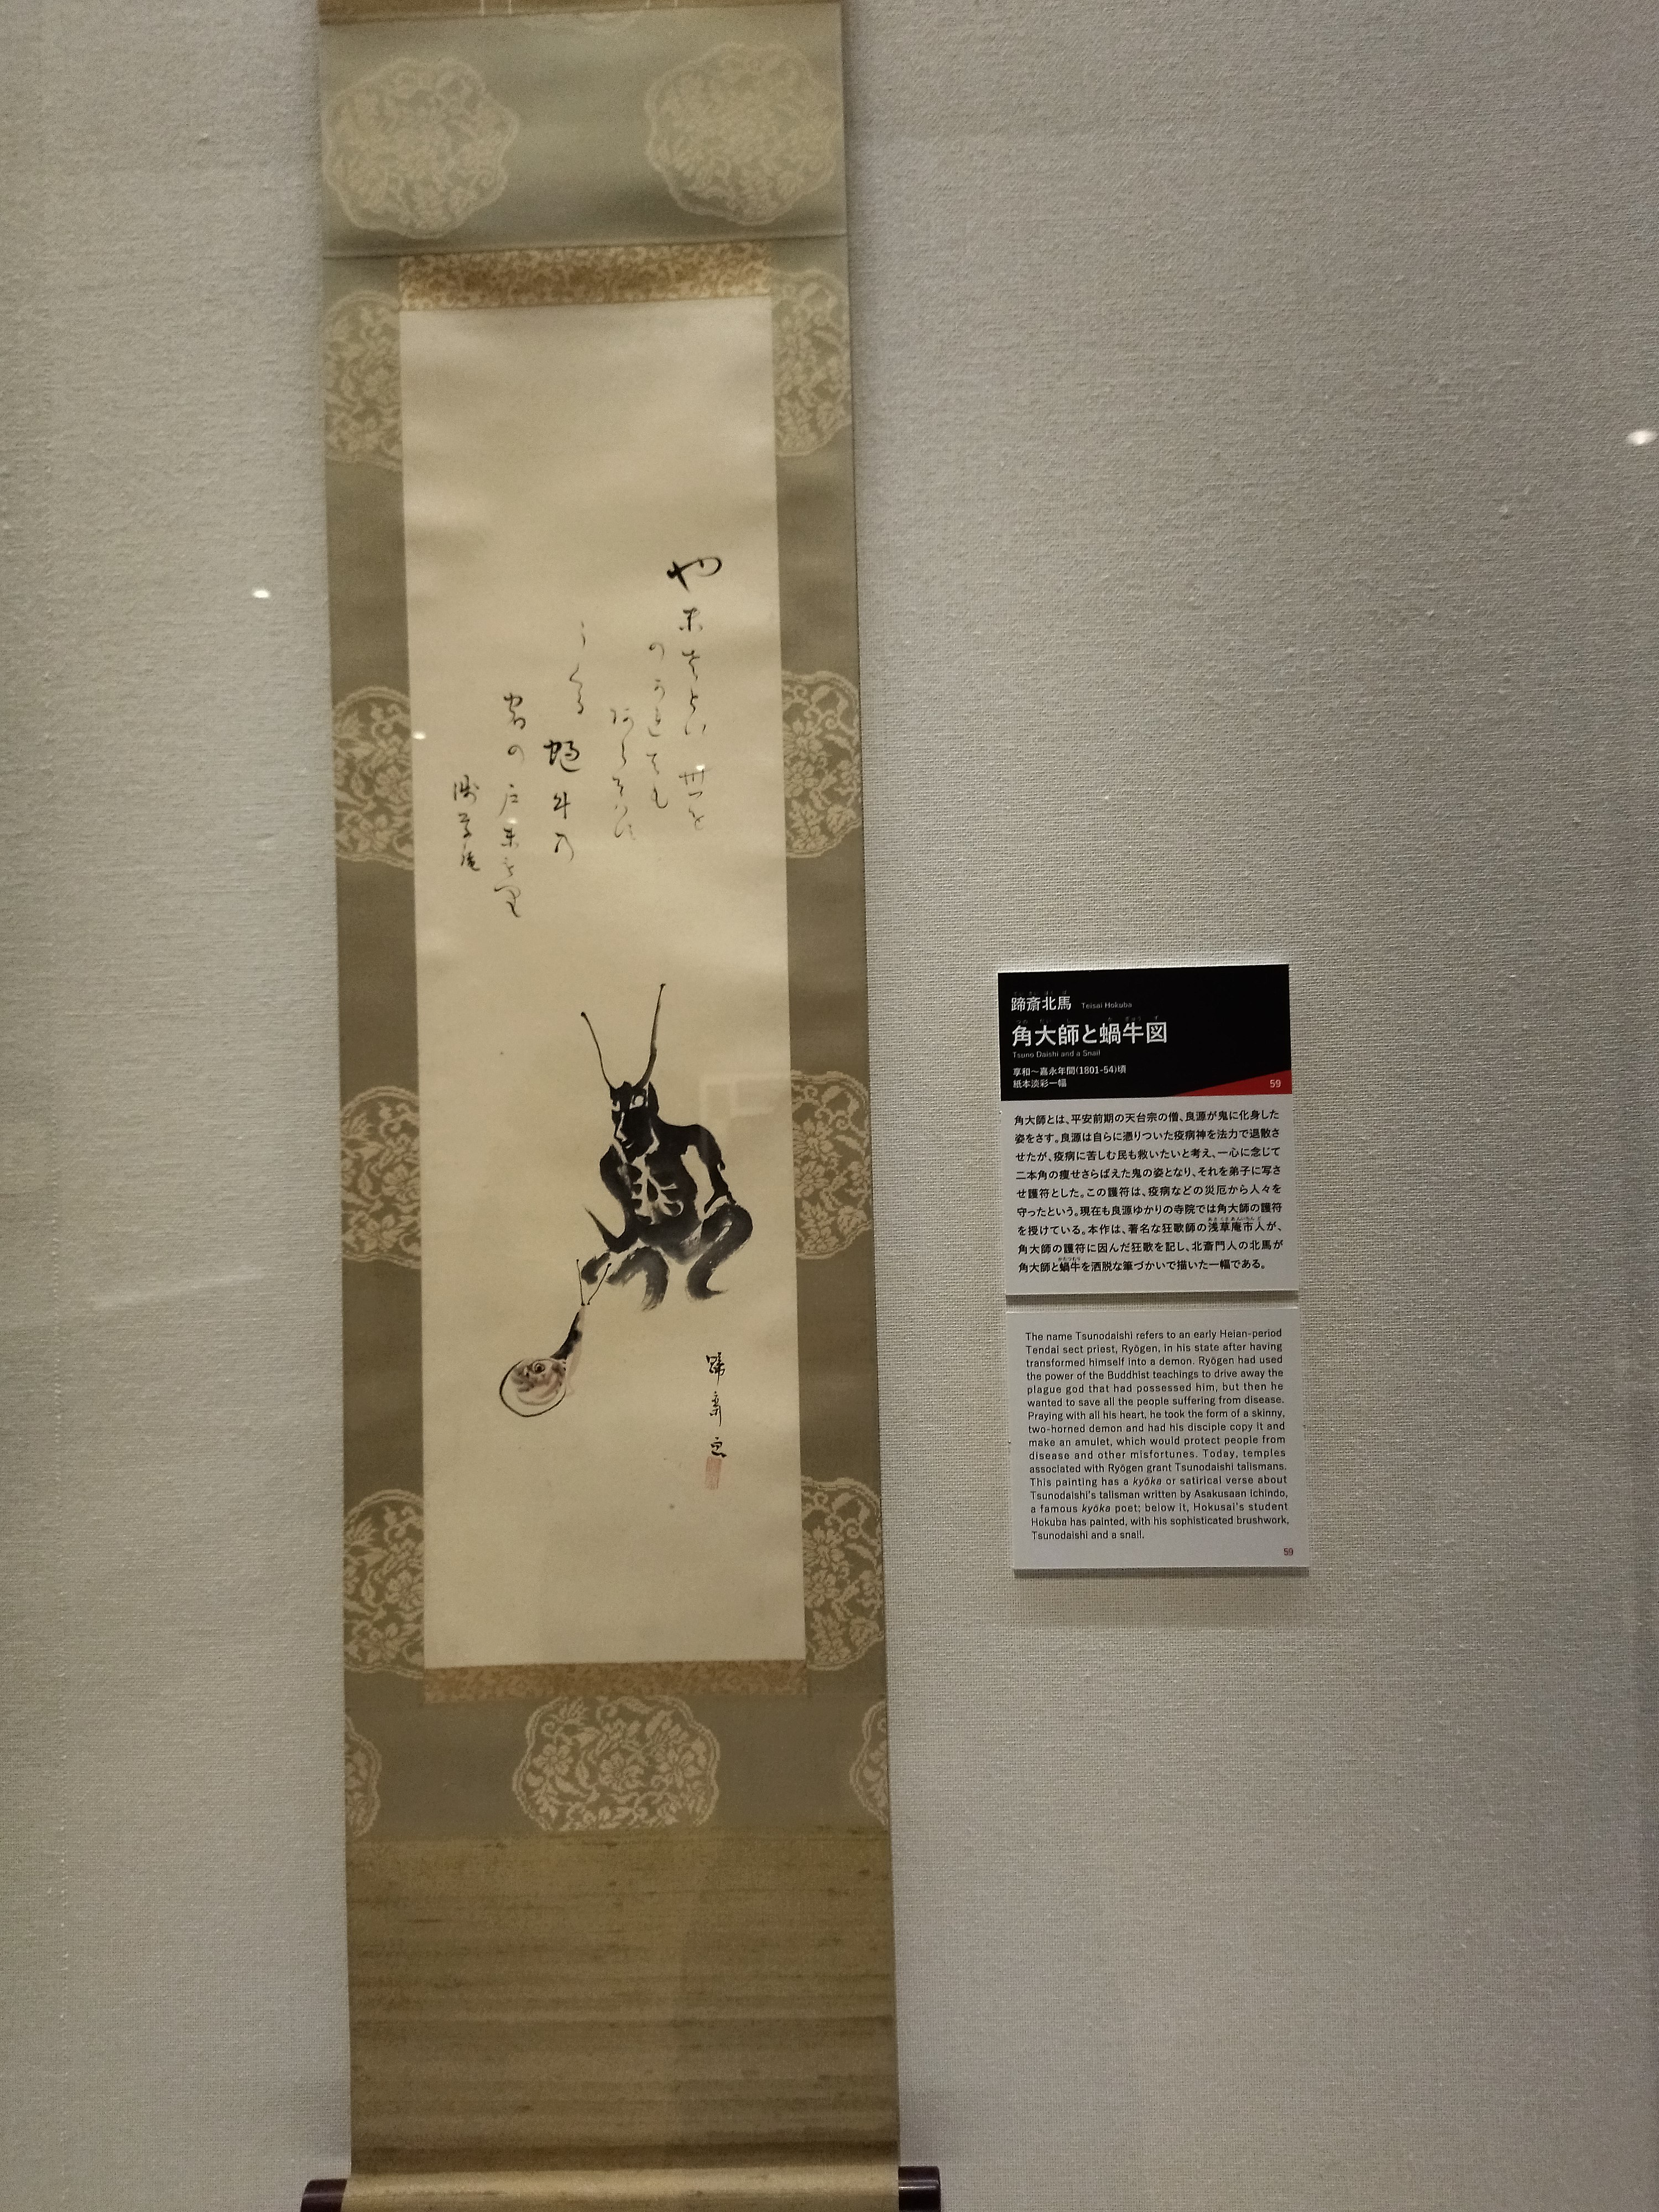 蝸牛乃
蹄斎画
蹄斎北馬 Teisai Hokuba
角大師と蝸牛図
Tsuno Daishi and a Snail
享和〜嘉永年間(1801-54)頃
紙本淡彩一幅
59
角大師とは、平安前期の天台宗の僧、良源が鬼に化身した
姿をさす。良源は自らに憑りついた疫病神を法力で退散さ
せたが、疫病に苦しむ民も救いたいと考え、一心に念じて
二本角の痩せさらばえた鬼の姿となり、それを弟子に写さ
せ護符とした。この護符は、疫病などの災厄から人々を
守ったという。現在も良源ゆかりの寺院では角大師の護符
を授けている。本作は、著名な狂歌師の浅草庵市人が、
角大師の護符に因んだ狂歌を記し、北斎門人の北馬が
角大師と蝸牛を洒脱な筆づかいで描いた一幅である。
The name Tsunodaishi refers to an early Heian-period
Tendai sect priest, Ryōgen, in his state after having
transformed himself into a demon. Ryōgen had used
the power of the Buddhist teachings to drive away the
plague god that had possessed him, but then he
wanted to save all the people suffering from disease.
Praying with all his heart, he took the form of a skinny,
two-horned demon and had his disciple copy it and
make an amulet, which would protect people from
disease and other misfortunes. Today, temples
associated with Ryōgen grant Tsunodaishi talismans.
This painting has a kyōka or satirical verse about
Tsunodaishi's talisman written by Asakusaan Ichindo,
a famous kyōka poet; below it, Hokusai's student
Hokuba has painted, with his sophisticated brushwork,
Tsunodaishi and a snail.
59